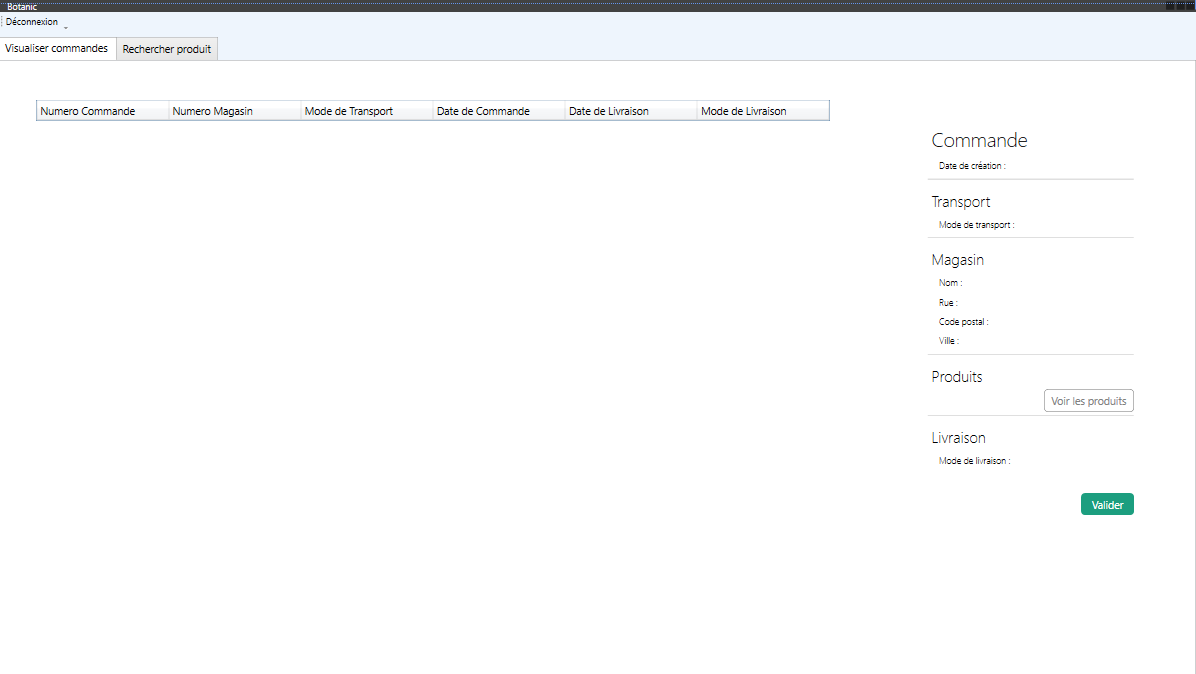 Botanic
Déconnexion
Visualiser commandes Rechercher produit
Numero Commande Numero Magasin Mode de Transport Date de Commande Date de Livraison Mode de Livraison
Commande
Date de création :
Transport
Mode de transport :
Magasin
Nom :
Rue :
Code postal :
Ville :
Produits
Voir les produits
Livraison
Mode de livraison :
Valider